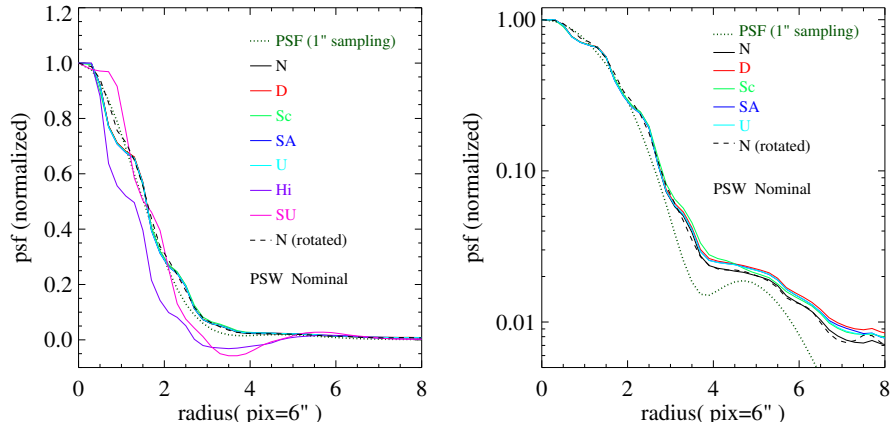 1.2
1.0
0.8
0.6
0.4
0.2
0.0
psf (normalized)
PSF (1" sampling)
N
D
Sc
SA
U
Hi
SU
N (rotated)
PSW Nominal
0 2 4 6 8
radius( pix=6" )
1.00
0.10
0.01
psf (normalized)
PSF (1" sampling)
N
D
Sc
SA
U
N (rotated)
PSW Nominal
0 2 4 6 8
radius( pix=6" )